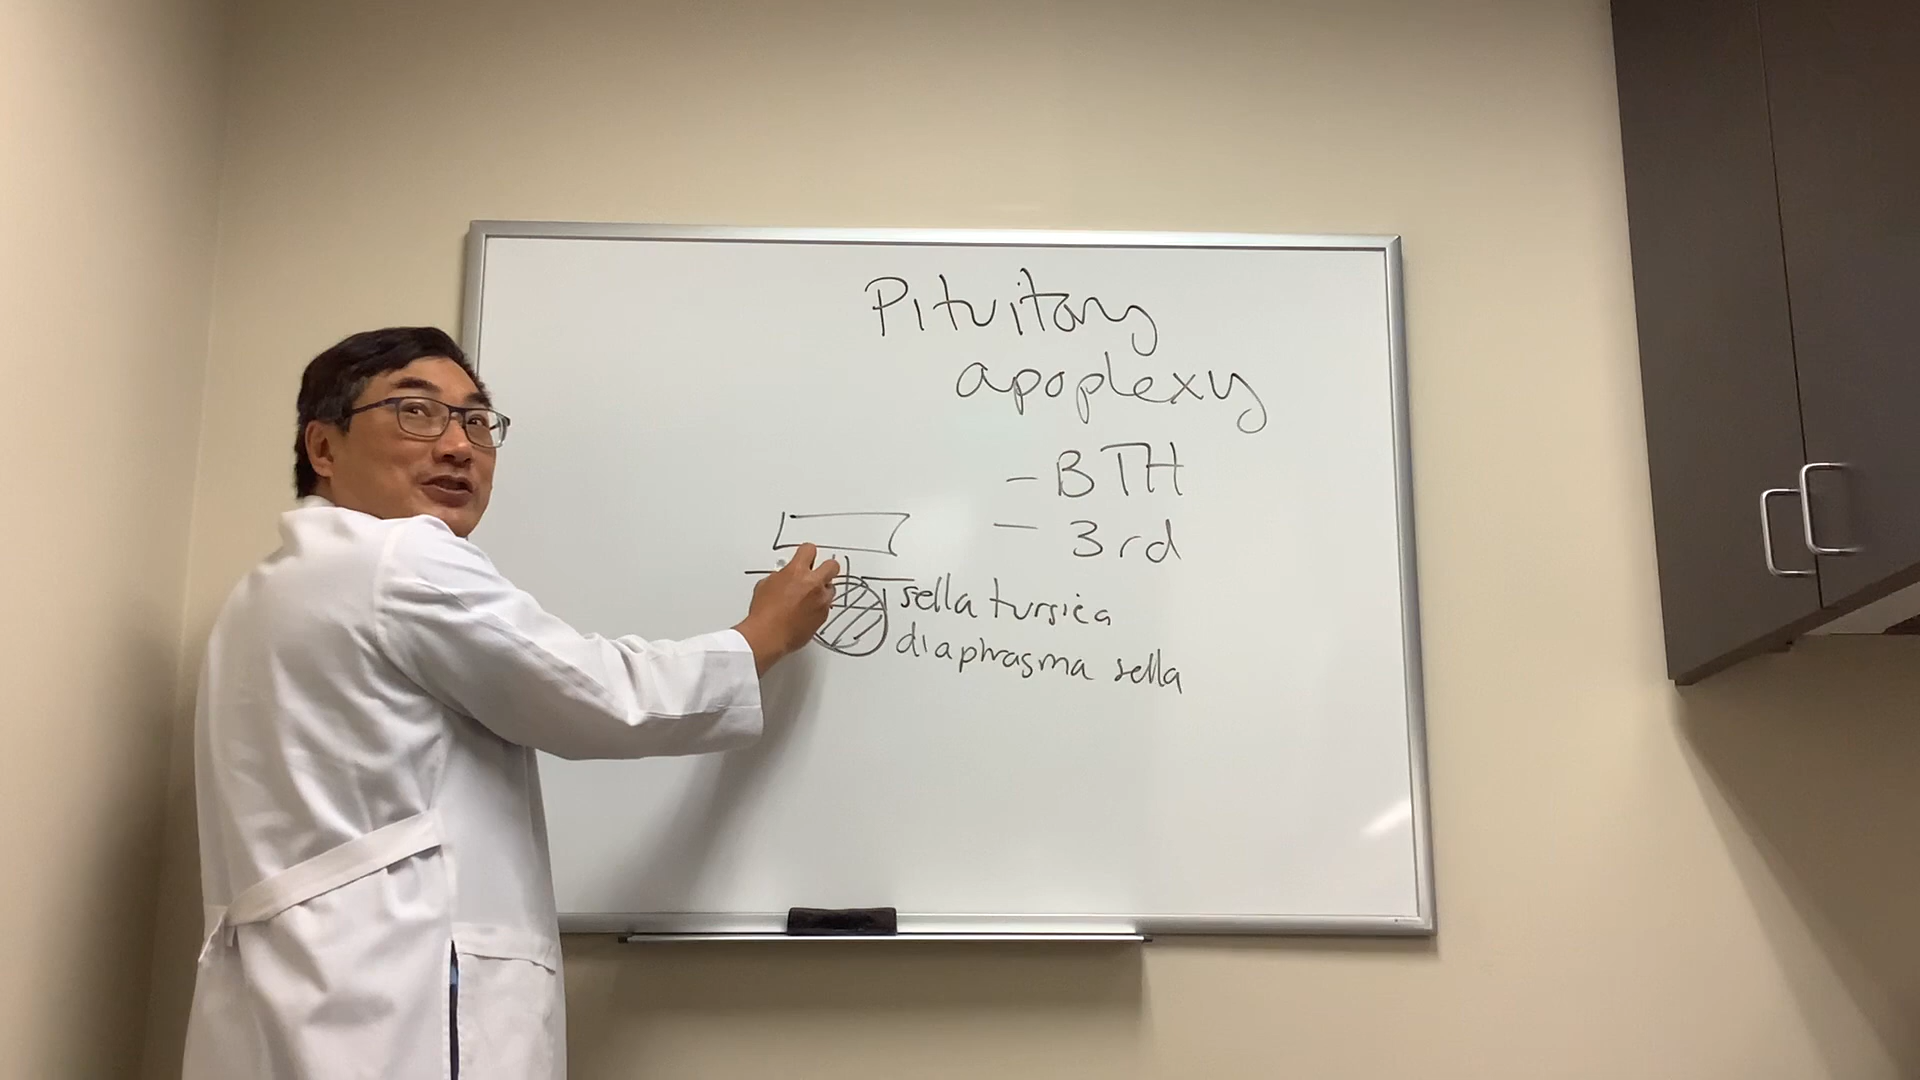 Pituitary
apoplexy
- BTH
- 3rd
sella tursica
diaphrasma sella